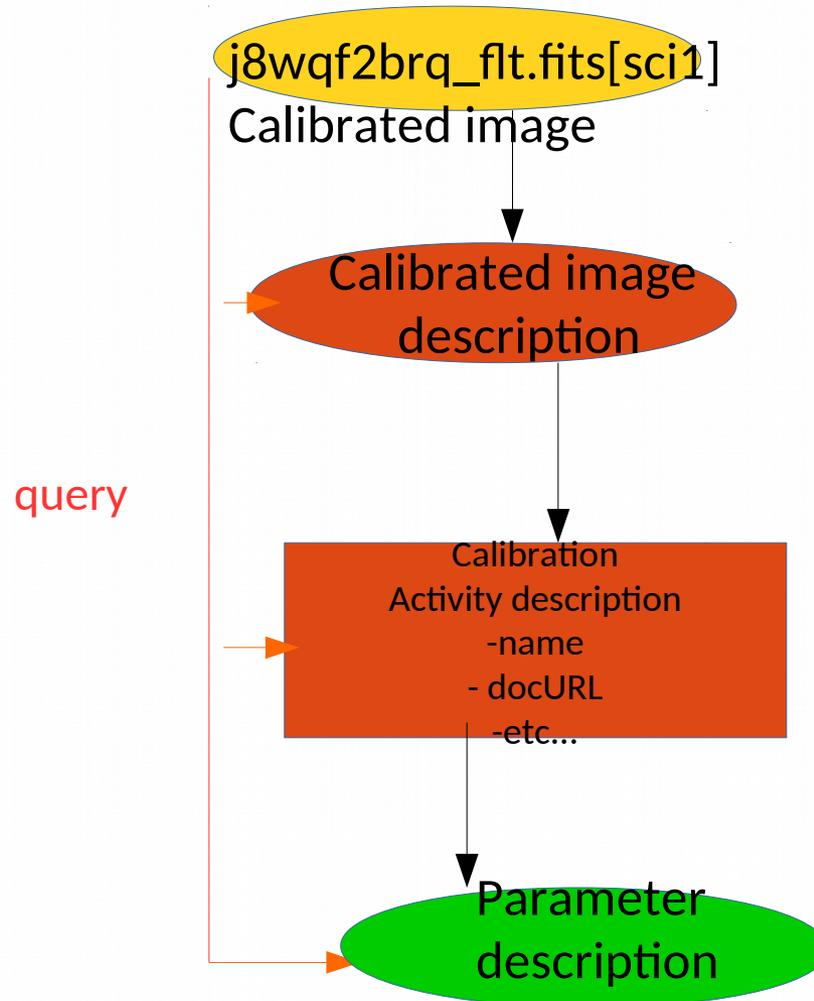 j8wqf2brq_flt.fits[sci1]
Calibrated image
Calibrated image
description
query
Calibration
Activity description
-name
- docURL
-etc...
Parameter
description